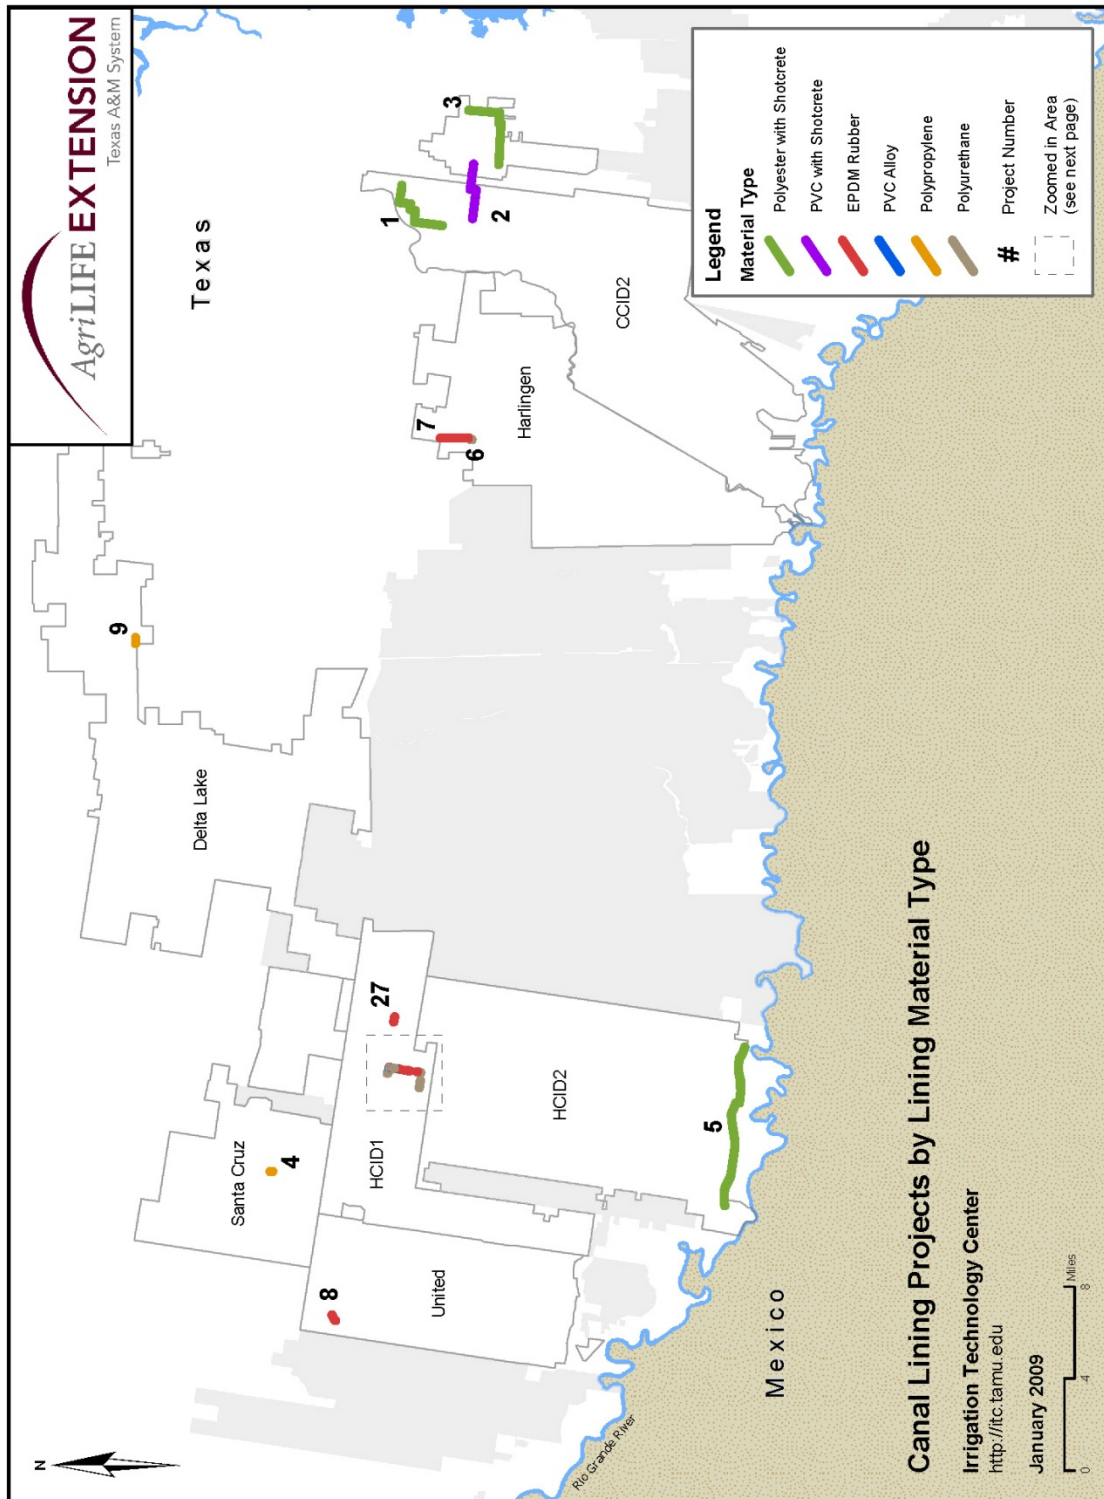 AgriLIFE EXTENSION
Texas A&M System
N
Texas
Mexico
Rio Grande River
Delta Lake
Santa Cruz
HCID1
HCID2
United
Harlingen
CCID2
1
2
3
4
5
6
7
8
9
27
Canal Lining Projects by Lining Material Type
Irrigation Technology Center
http://itc.tamu.edu
January 2009
0 4 8 Miles
Legend
Material Type
Polyester with Shotcrete
PVC with Shotcrete
EPDM Rubber
PVC Alloy
Polypropylene
Polyurethane
# Project Number
Zoomed in Area
(see next page)